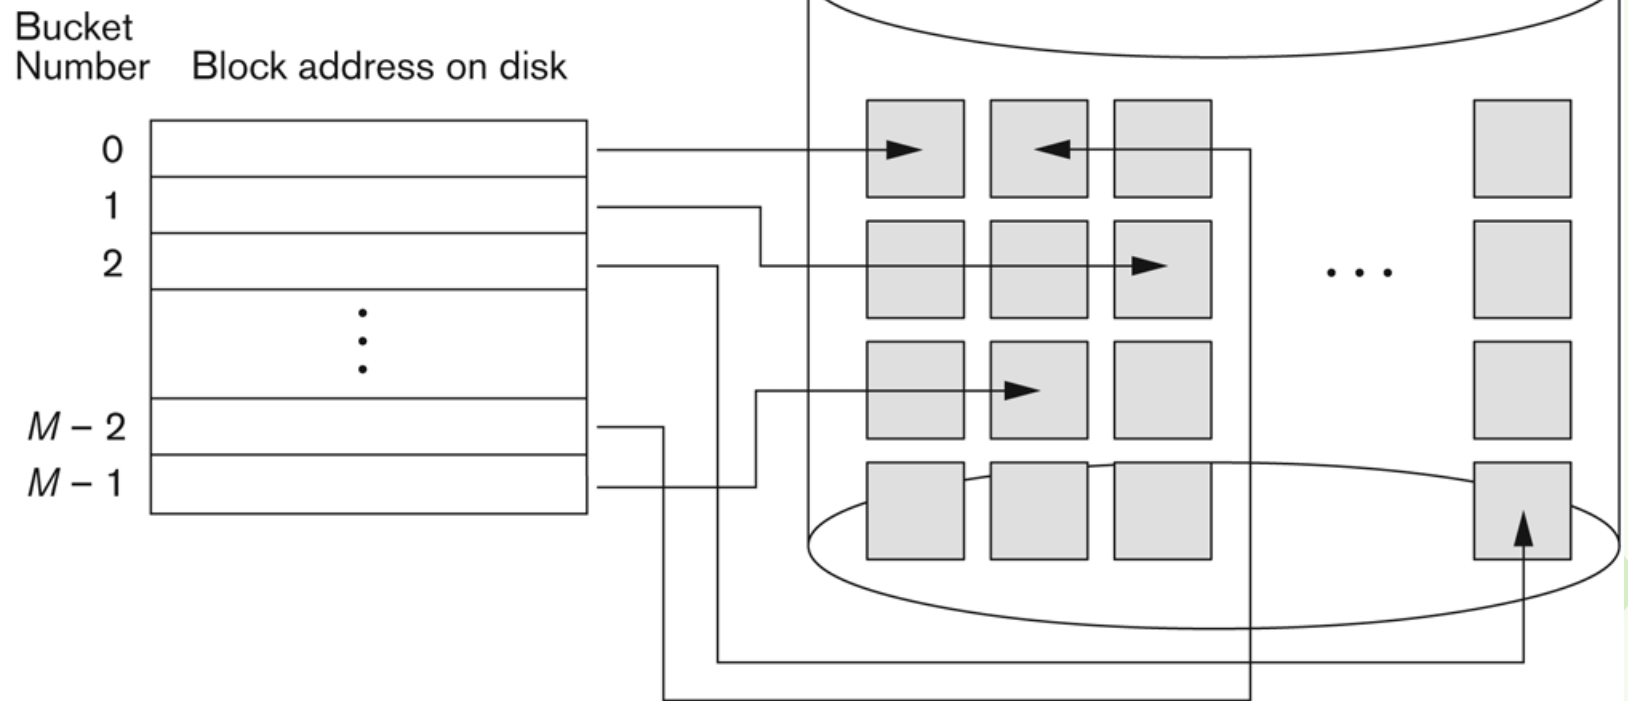 Bucket
Number Block address on disk
0
1
2
M – 2
M – 1